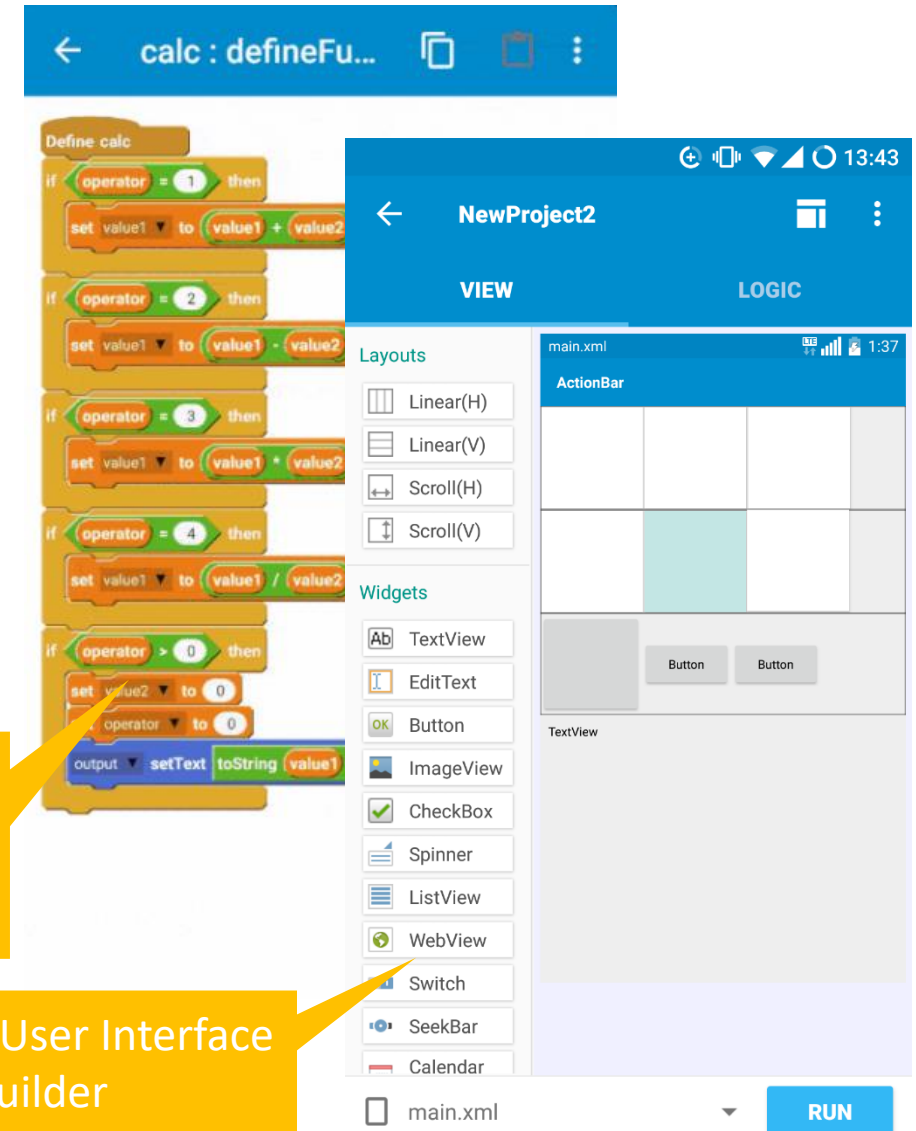 calc : defineFu...
Define calc
if operator = 1 then
set value1 to value1 + value2
if operator = 2 then
set value1 to value1 - value2
if operator = 3 then
set value1 to value1 * value2
if operator = 4 then
set value1 to value1 / value2
if operator > 0 then
set value2 to 0
operator to 0
output setText toString value1
User Interface
13:43
NewProject2
VIEW
LOGIC
Layouts
Linear(H)
Linear(V)
Scroll(H)
Scroll(V)
Widgets
Ab TextView
EditText
OK Button
ImageView
CheckBox
Spinner
ListView
WebView
Switch
SeekBar
Calendar
main.xml
RUN
main.xml
LTE
1:37
ActionBar
Button
Button
TextView